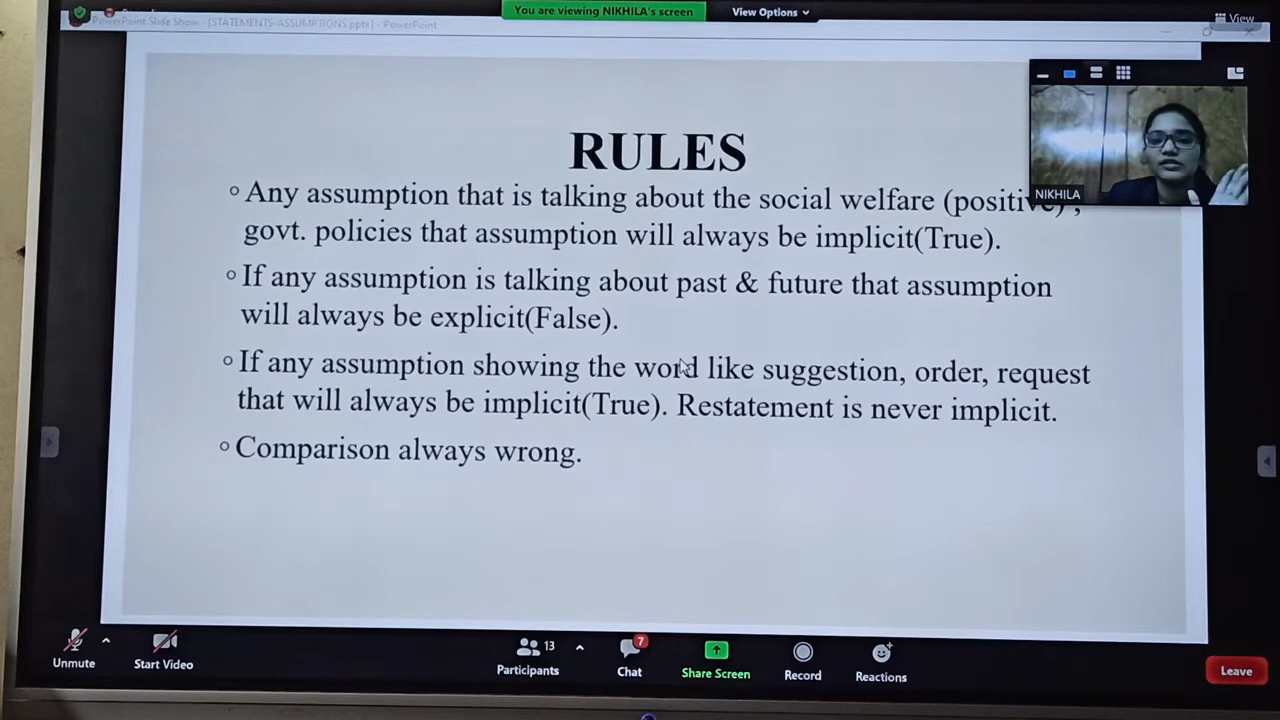 You are viewing NIKHILA's screen
View Options
PowerPoint Slide Show - [STATEMENTS-ASSUMPTIONS.pptx] - PowerPoint
View
NIKHILA
RULES
Any assumption that is talking about the social welfare (positive) ,
govt. policies that assumption will always be implicit(True).
If any assumption is talking about past & future that assumption
will always be explicit(False).
If any assumption showing the word like suggestion, order, request
that will always be implicit(True). Restatement is never implicit.
Comparison always wrong.
Unmute
Start Video
13
Participants
7
Chat
Share Screen
Record
Reactions
Leave